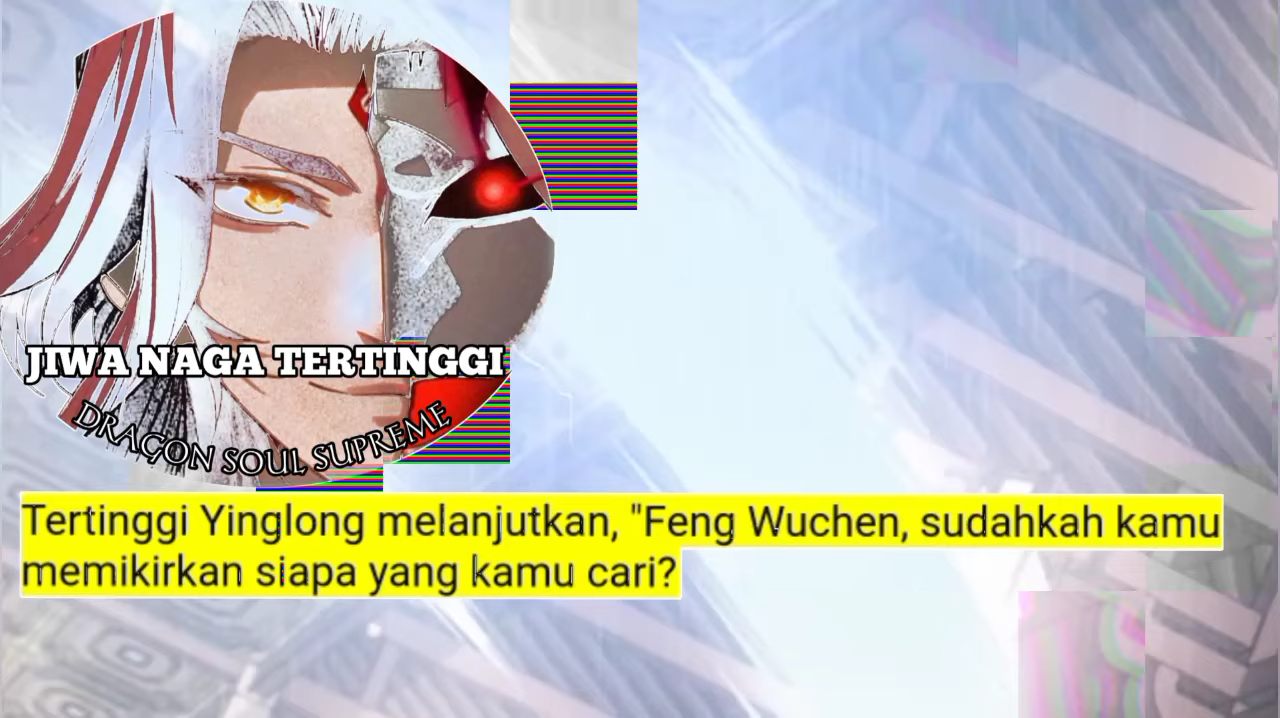 JIWA NAGA TERTINGGI
DRAGON SOUL SUPREME
Tertinggi Yinglong melanjutkan, "Feng Wuchen, sudahkah kamu
memikirkan siapa yang kamu cari?